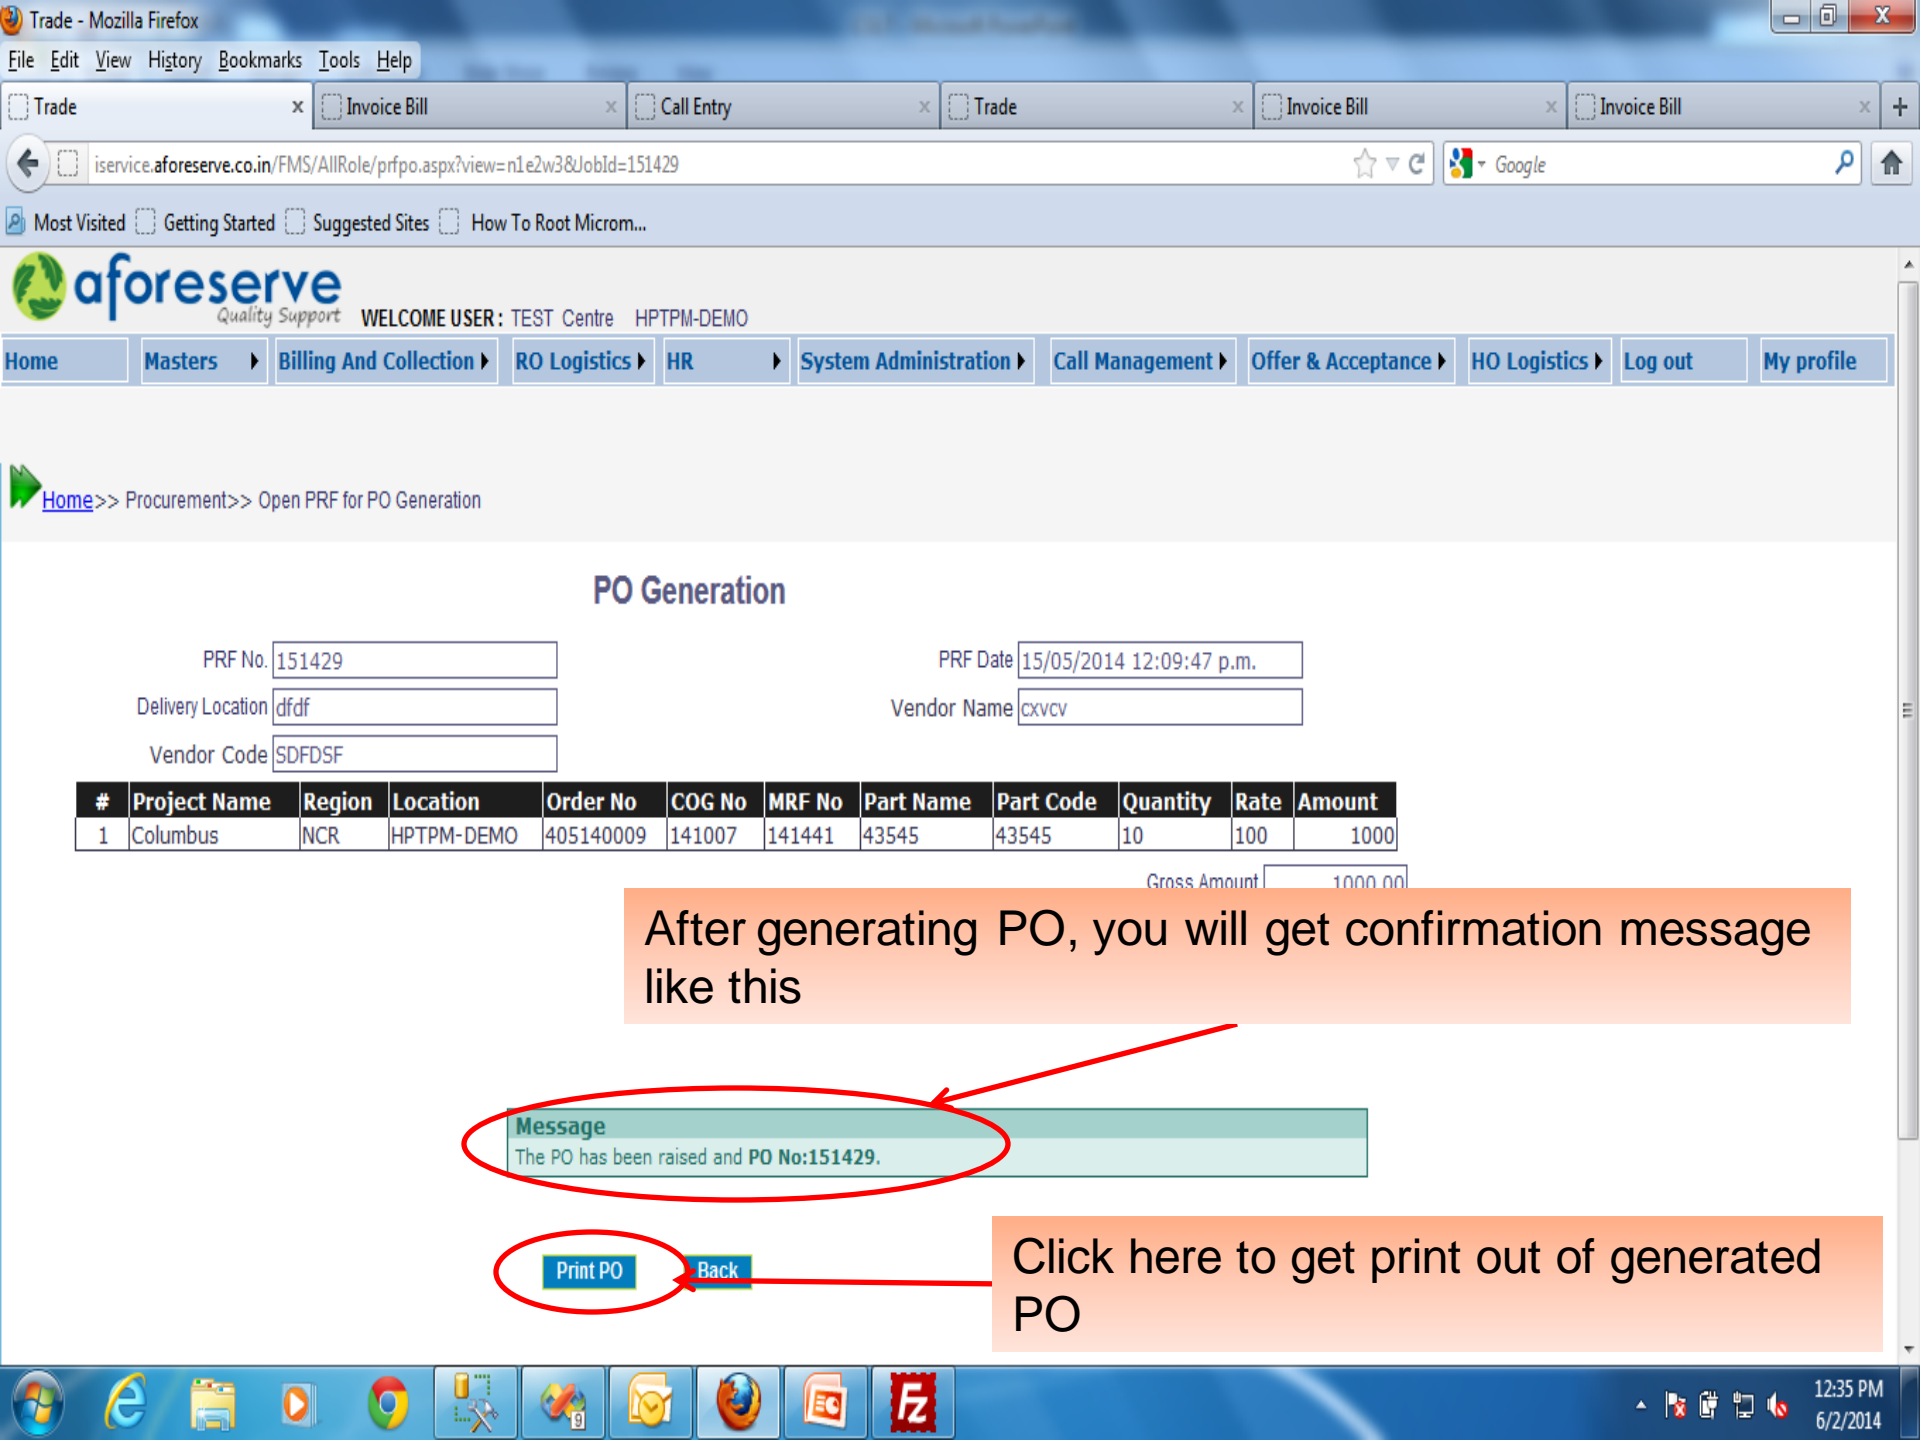 Trade - Mozilla Firefox
File Edit View History Bookmarks Tools Help
Trade x Invoice Bill x Call Entry x Trade x Invoice Bill x Invoice Bill x +
iservice.aforeserve.co.in/FMS/AllRole/prfpo.aspx?view=n1e2w3&JobId=151429 Google
Most Visited Getting Started Suggested Sites How To Root Microm...
aforeserve
Quality Support WELCOME USER : TEST Centre HPTPM-DEMO
Home Masters Billing And Collection RO Logistics HR System Administration Call Management Offer & Acceptance HO Logistics Log out My profile
Home>> Procurement>> Open PRF for PO Generation
PO Generation
PRF No. 151429 PRF Date 15/05/2014 12:09:47 p.m.
Delivery Location dfdf Vendor Name cxvcv
Vendor Code SDFDSF
# Project Name Region Location Order No COG No MRF No Part Name Part Code Quantity Rate Amount
1 Columbus NCR HPTPM-DEMO 405140009 141007 141441 43545 43545 10 100 1000
Gross Amount 1000.00
After generating PO, you will get confirmation message
like this
Message
The PO has been raised and PO No:151429.
Print PO Back
Click here to get print out of generated
PO
9
12:35 PM
6/2/2014